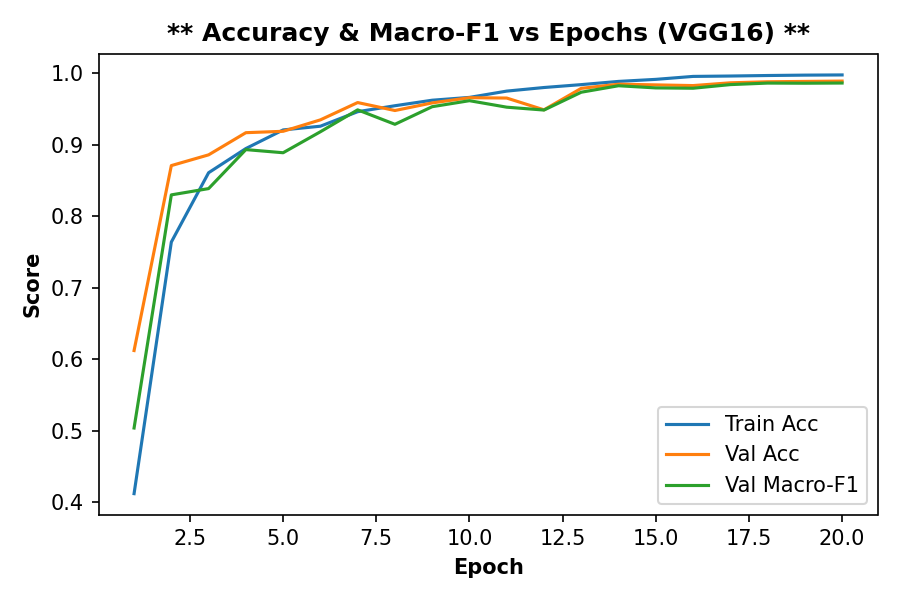 ** Accuracy & Macro-F1 vs Epochs (VGG16) **
1.0
0.9
0.8
0.7
0.6
0.5
0.4
Score
Train Acc
Val Acc
Val Macro-F1
2.5 5.0 7.5 10.0 12.5 15.0 17.5 20.0
Epoch